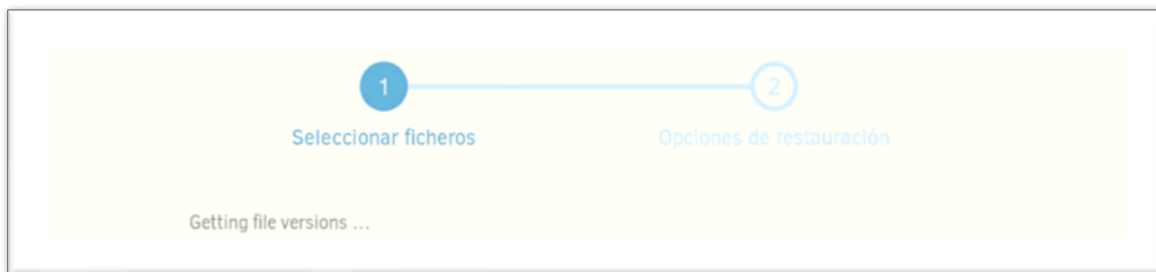 1
2
Seleccionar ficheros
Opciones de restauración
Getting file versions ...